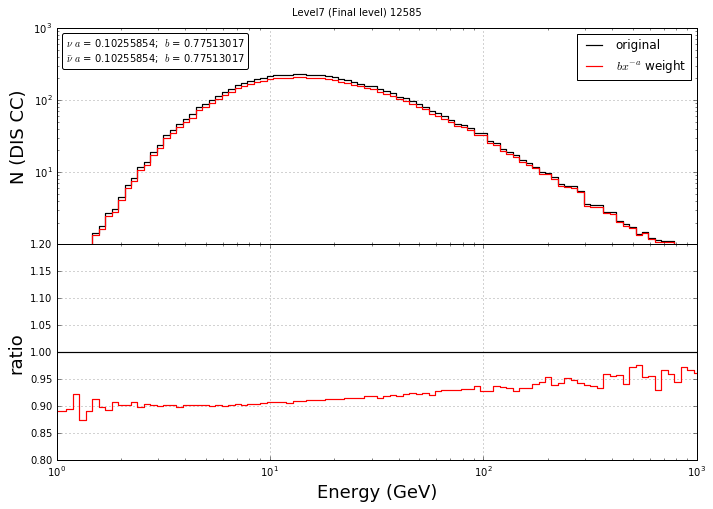 Level7 (Final level) 12585
10³
ν a = 0.10255854; b = 0.77513017
ν̄ a = 0.10255854; b = 0.77513017
original
bx⁻ᵃ weight
10²
10¹
N (DIS CC)
1.20
1.15
1.10
1.05
1.00
0.95
0.90
0.85
0.80
ratio
10⁰ 10¹ 10² 10³
Energy (GeV)